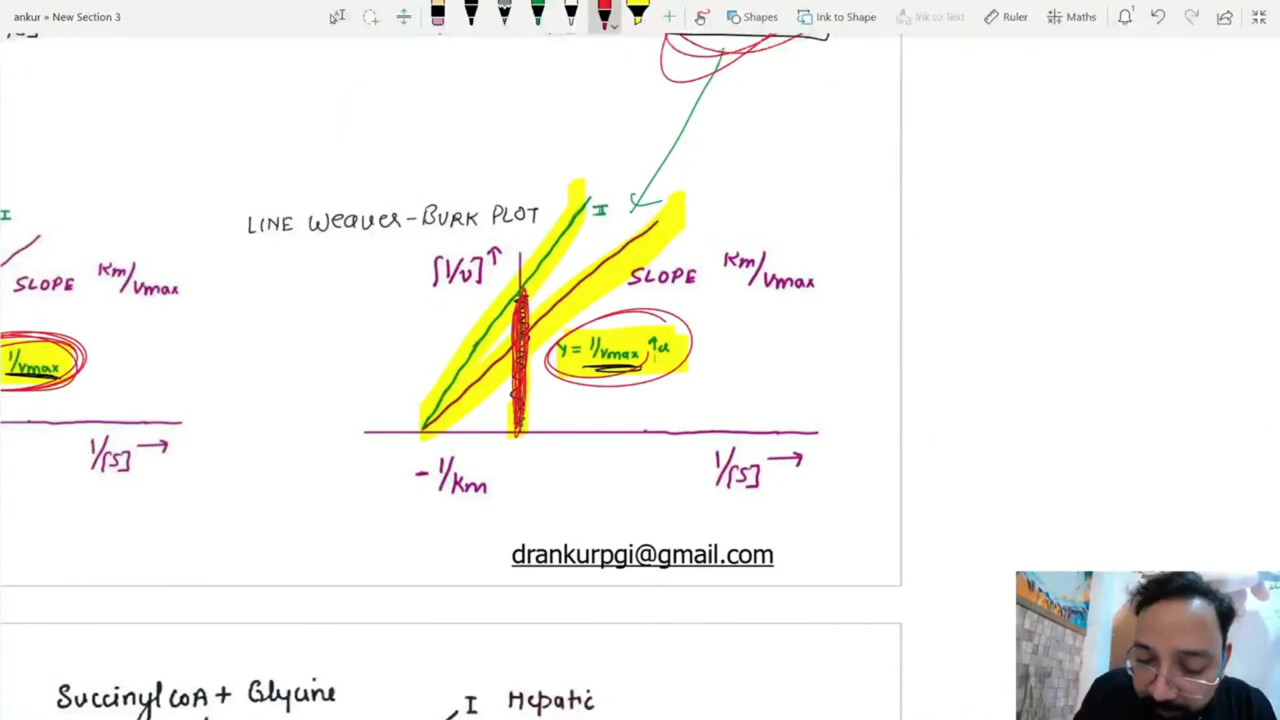 ankur » New Section 3
Shapes
Ink to Shape
Ink to Text
Ruler
Maths
I
SLOPE Km/Vmax
1/Vmax
1/[S] →
LINE Weaver-BURK PLOT
I
[1/v] ↑
SLOPE Km/Vmax
y = 1/Vmax ↑
- 1/Km
1/[S] →
drankurpgi@gmail.com
Succinyl CoA + Glycine
I Hepatic